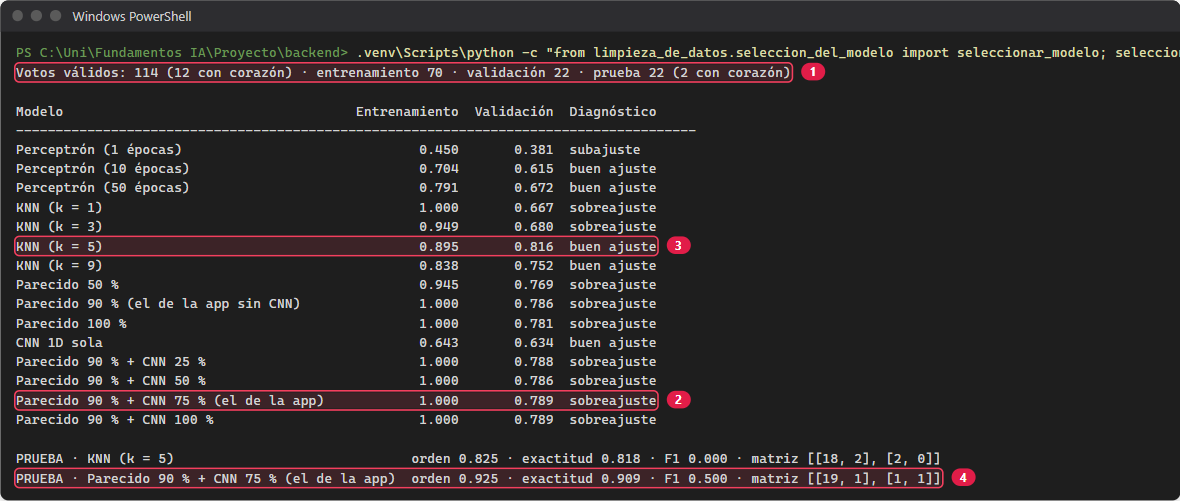 Windows PowerShell
PS C:\Uni\Fundamentos IA\Proyecto\backend> .venv\Scripts\python -c "from limpieza_de_datos.seleccion_del_modelo import seleccionar_modelo; seleccion
Votos válidos: 114 (12 con corazón) · entrenamiento 70 · validación 22 · prueba 22 (2 con corazón) 1
Modelo Entrenamiento Validación Diagnóstico
--------------------------------------------------------------------------------------
Perceptrón (1 épocas) 0.450 0.381 subajuste
Perceptrón (10 épocas) 0.704 0.615 buen ajuste
Perceptrón (50 épocas) 0.791 0.672 buen ajuste
KNN (k = 1) 1.000 0.667 sobreajuste
KNN (k = 3) 0.949 0.680 sobreajuste
KNN (k = 5) 0.895 0.816 buen ajuste 3
KNN (k = 9) 0.838 0.752 buen ajuste
Parecido 50 % 0.945 0.769 sobreajuste
Parecido 90 % (el de la app sin CNN) 1.000 0.786 sobreajuste
Parecido 100 % 1.000 0.781 sobreajuste
CNN 1D sola 0.643 0.634 buen ajuste
Parecido 90 % + CNN 25 % 1.000 0.788 sobreajuste
Parecido 90 % + CNN 50 % 1.000 0.786 sobreajuste
Parecido 90 % + CNN 75 % (el de la app) 1.000 0.789 sobreajuste 2
Parecido 90 % + CNN 100 % 1.000 0.789 sobreajuste
PRUEBA · KNN (k = 5) orden 0.825 · exactitud 0.818 · F1 0.000 · matriz [[18, 2], [2, 0]]
PRUEBA · Parecido 90 % + CNN 75 % (el de la app) orden 0.925 · exactitud 0.909 · F1 0.500 · matriz [[19, 1], [1, 1]] 4